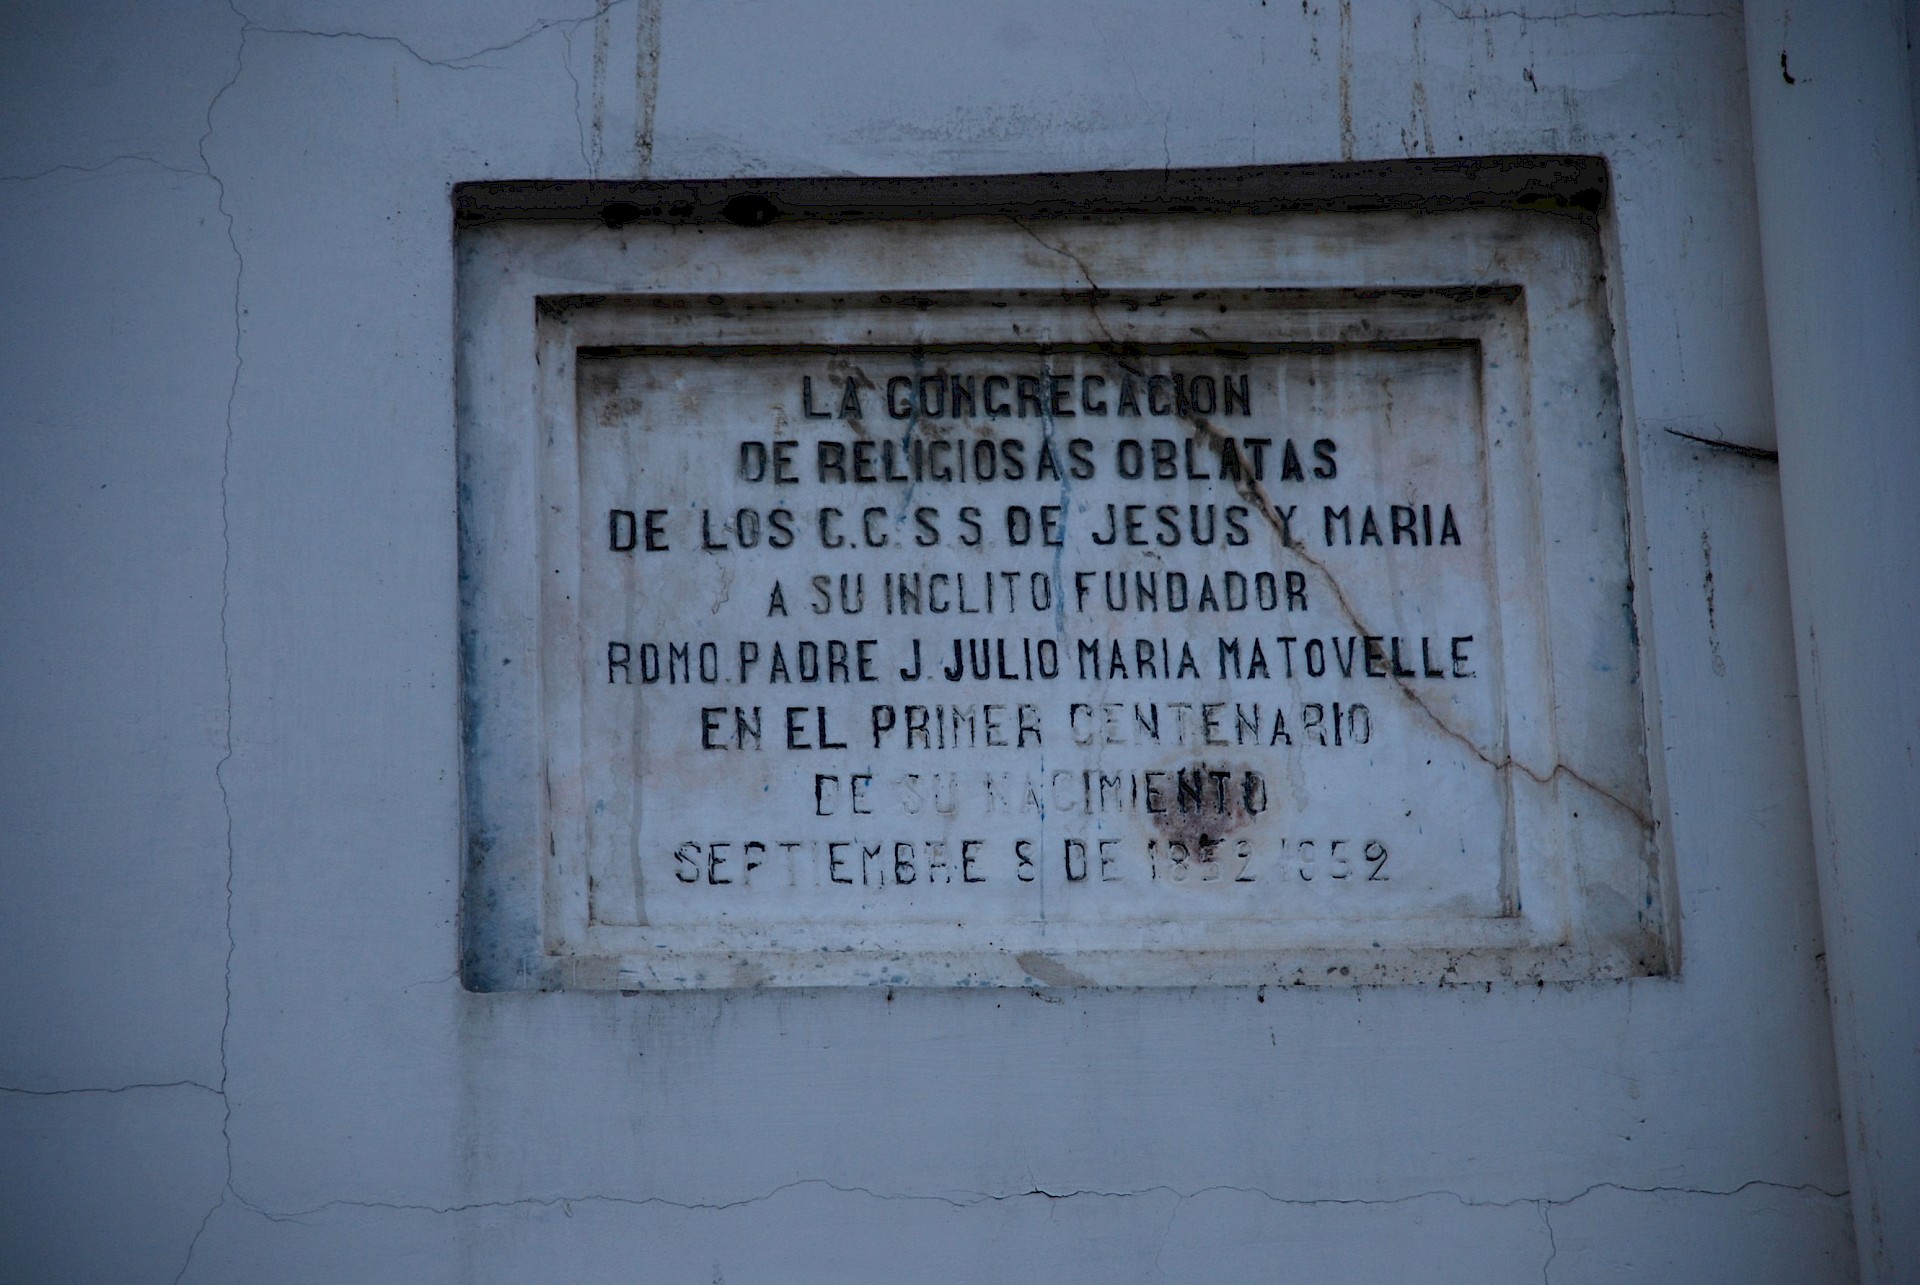 LA CONGREGACION
DE RELIGIOSAS OBLATAS
DE LOS C.C.S S DE JESUS Y MARIA
A SU INCLITO FUNDADOR
RDMO. PADRE J. JULIO MARIA MATOVELLE
EN EL PRIMER CENTENARIO
DE SU NACIMIENTO
SEPTIEMBRE 8 DE 1852 1952